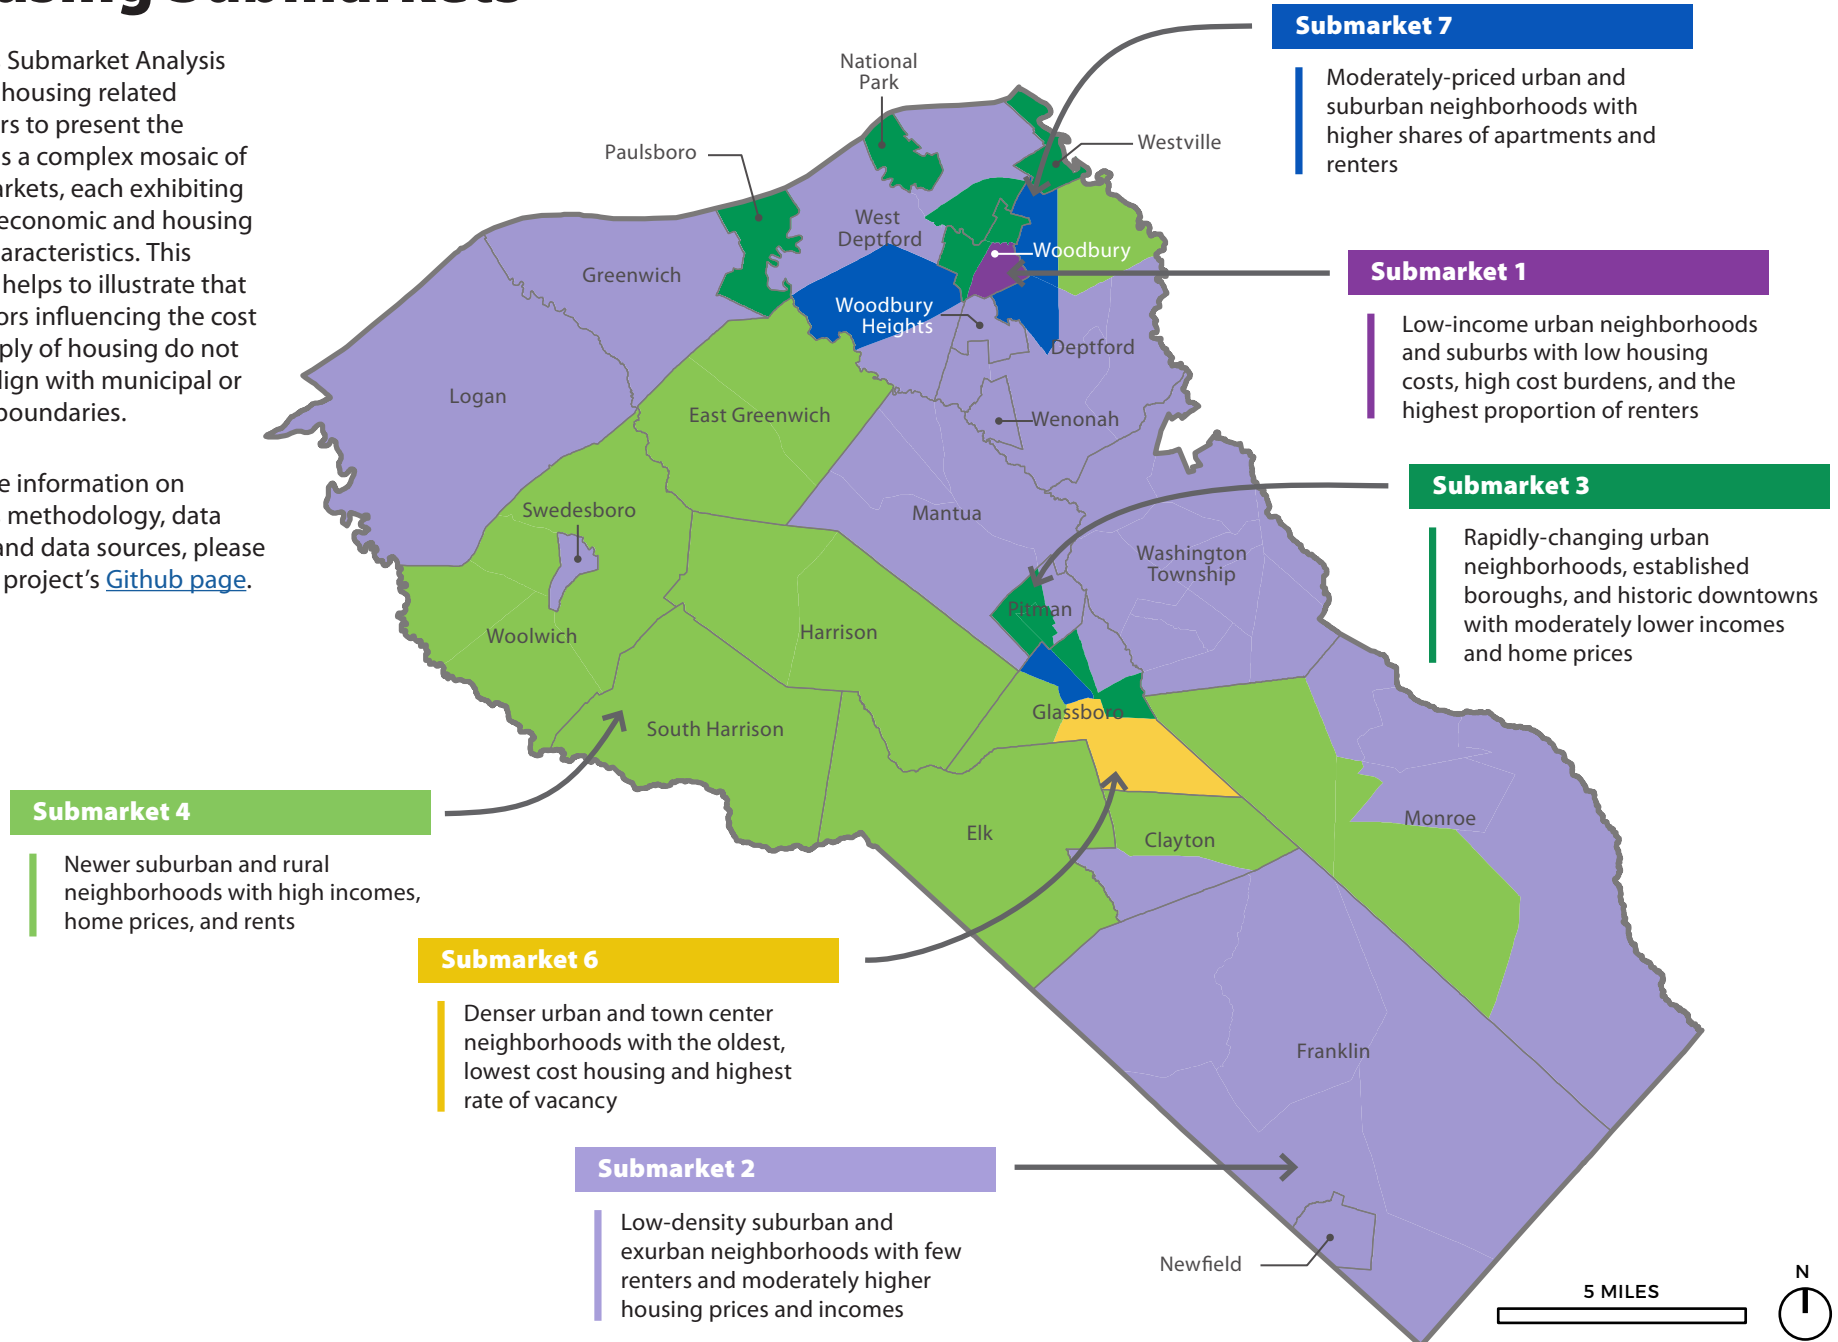 Submarkets
Submarket Analysis
housing related
to present the
a complex mosaic of
each exhibiting
economic and housing
This
helps to illustrate that
influencing the cost
of housing do not
with municipal or
boundaries.
information on
methodology, data
and data sources, please
project's Github page.
National
Park
Paulsboro
Westville
West
Deptford
Greenwich
Woodbury
Woodbury
Heights
Deptford
Logan
East Greenwich
Wenonah
Swedesboro
Mantua
Washington
Township
Pitman
Woolwich
Harrison
South Harrison
Glassboro
Elk
Clayton
Monroe
Franklin
Newfield
Submarket 7
Moderately-priced urban and
suburban neighborhoods with
higher shares of apartments and
renters
Submarket 1
Low-income urban neighborhoods
and suburbs with low housing
costs, high cost burdens, and the
highest proportion of renters
Submarket 3
Rapidly-changing urban
neighborhoods, established
boroughs, and historic downtowns
with moderately lower incomes
and home prices
Submarket 4
Newer suburban and rural
neighborhoods with high incomes,
home prices, and rents
Submarket 6
Denser urban and town center
neighborhoods with the oldest,
lowest cost housing and highest
rate of vacancy
Submarket 2
Low-density suburban and
exurban neighborhoods with few
renters and moderately higher
housing prices and incomes
5 MILES
N